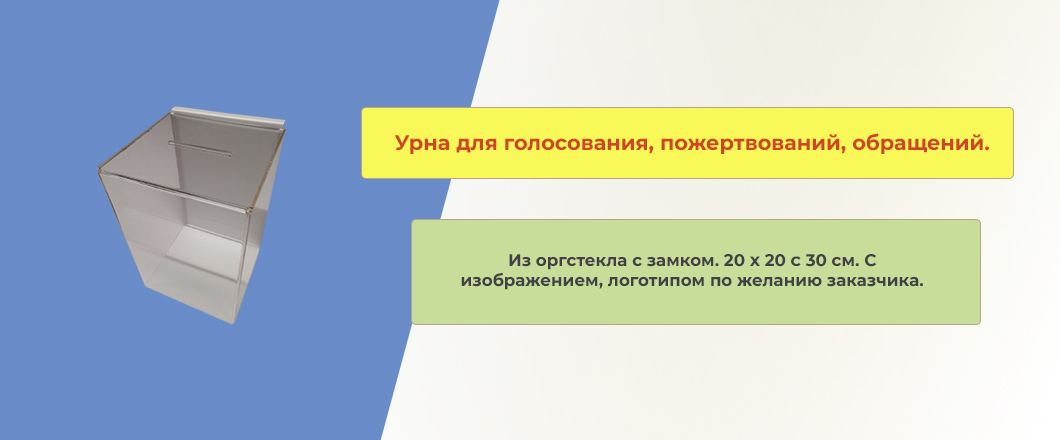 Урна для голосования, пожертвований, обращений.
Из оргстекла с замком. 20 х 20 с 30 см. С
изображением, логотипом по желанию заказчика.